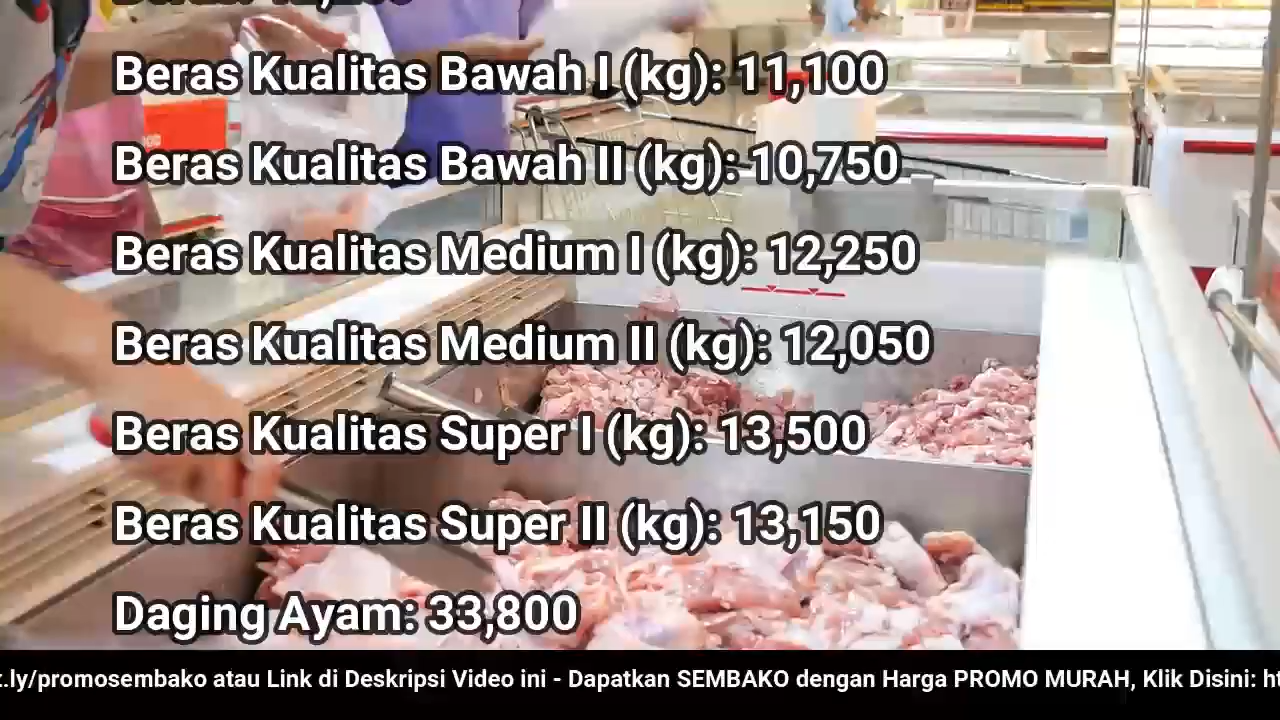 Beras Kualitas Bawah I (kg): 11,100
Beras Kualitas Bawah II (kg): 10,750
Beras Kualitas Medium I (kg): 12,250
Beras Kualitas Medium II (kg): 12,050
Beras Kualitas Super I (kg): 13,500
Beras Kualitas Super II (kg): 13,150
Daging Ayam: 33,800
.ly/promosembako atau Link di Deskripsi Video ini - Dapatkan SEMBAKO dengan Harga PROMO MURAH, Klik Disini: ht